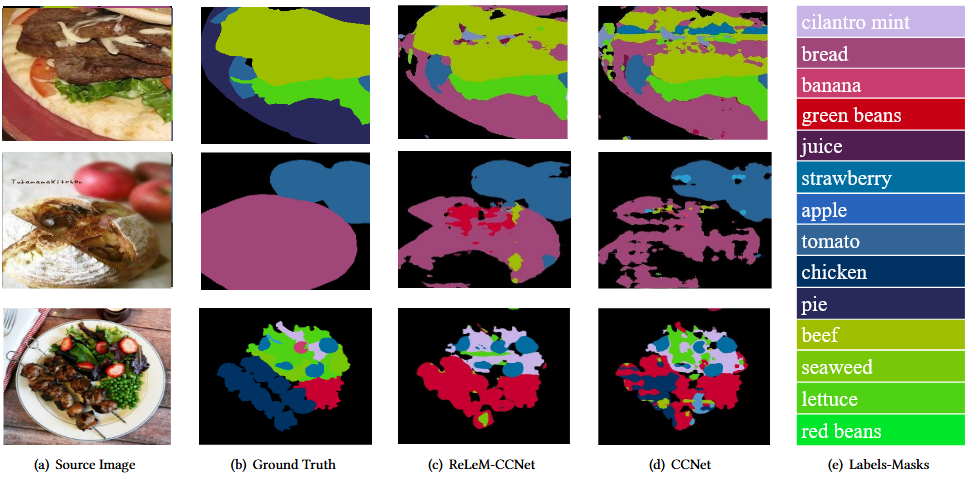 TukananaKitchen
cilantro mint
bread
banana
green beans
juice
strawberry
apple
tomato
chicken
pie
beef
seaweed
lettuce
red beans
(a) Source Image
(b) Ground Truth
(c) ReLeM-CCNet
(d) CCNet
(e) Labels-Masks